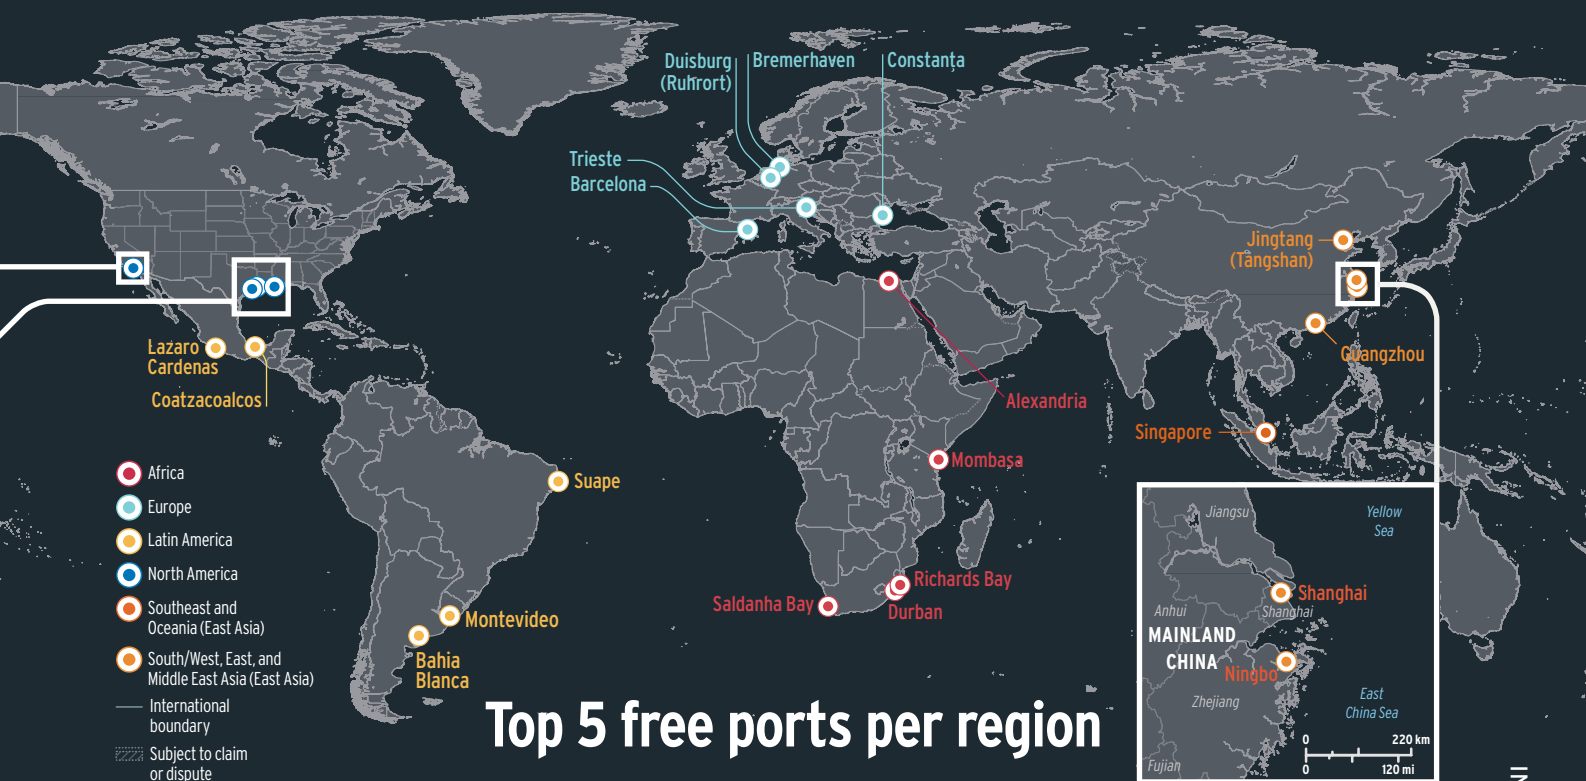 Duisburg
(Ruhrort)
Bremerhaven
Constanța
Trieste
Barcelona
Jingtang
(Tangshan)
Guangzhou
Lazaro
Cardenas
Coatzacoalcos
Alexandria
Singapore
Mombasa
Suape
Africa
Europe
Latin America
North America
Southeast and
Oceania (East Asia)
South/West, East, and
Middle East Asia (East Asia)
International
boundary
Subject to claim
or dispute
Richards Bay
Saldanha Bay
Durban
Montevideo
Bahia
Blanca
Top 5 free ports per region
Jiangsu
Yellow
Sea
Shanghai
Anhui
Shanghai
MAINLAND
CHINA
Ningbo
Zhejiang
East
China Sea
0 220 km
0 120 mi
Fujian